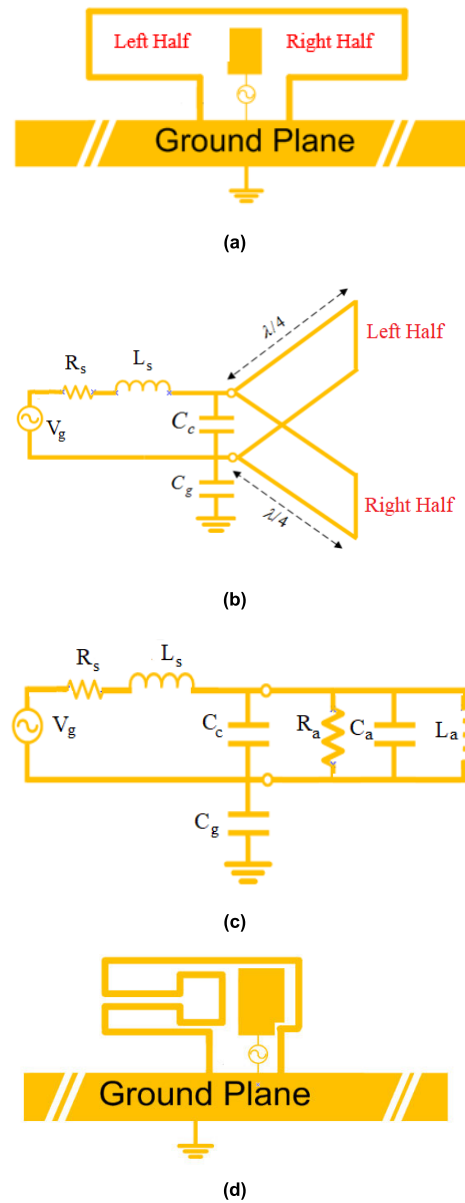 Left Half Right Half
Ground Plane
(a)
λ/4
Left Half
Rs Ls
Vg
Cc
Cg
λ/4
Right Half
(b)
Rs Ls
Vg
Cc Ra Ca La
Cg
(c)
Ground Plane
(d)